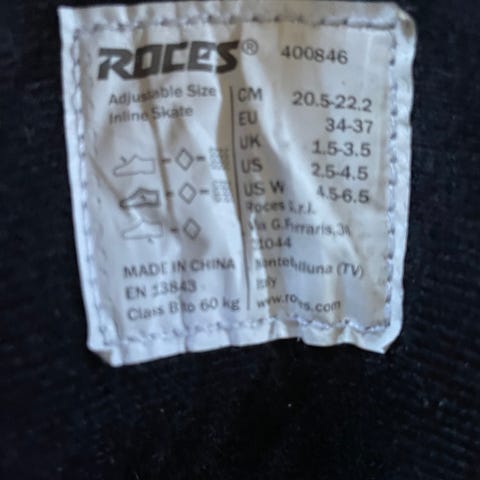 ROCES® 400846
Adjustable Size
Inline Skate
CM 20.5-22.2
EU 34-37
UK 1.5-3.5
US 2.5-4.5
US W 4.5-6.5
Roces S.r.l.
Via G.Ferraris,
31044
Montebelluna (TV)
Italy
www.roces.com
MADE IN CHINA
EN 13843
Class B to 60 kg